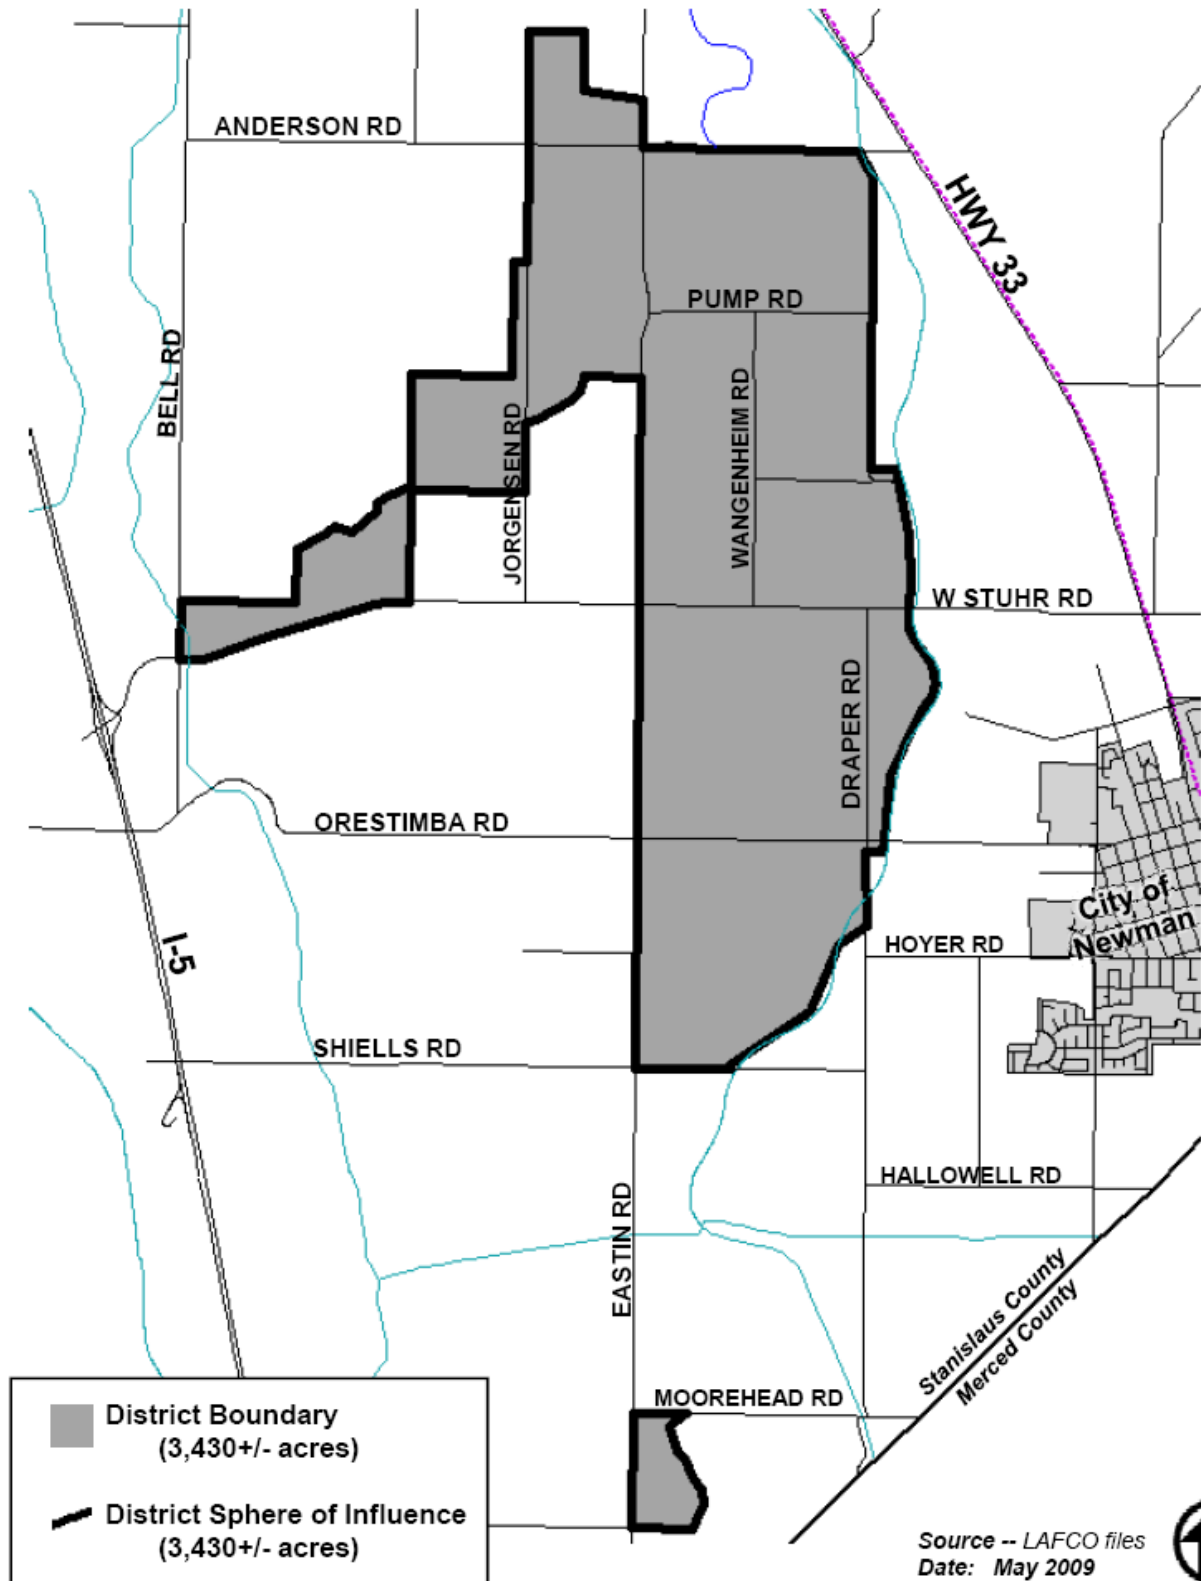 ANDERSON RD
HWY 33
PUMP RD
BELL RD
WANGENHEIM RD
JORGENSEN RD
W STUHR RD
DRAPER RD
ORESTIMBA RD
City of
Newman
I-5
HOYER RD
SHIELLS RD
HALLOWELL RD
EASTIN RD
Stanislaus County
Merced County
MOOREHEAD RD
District Boundary
(3,430+/- acres)
District Sphere of Influence
(3,430+/- acres)
Source -- LAFCO files
Date: May 2009